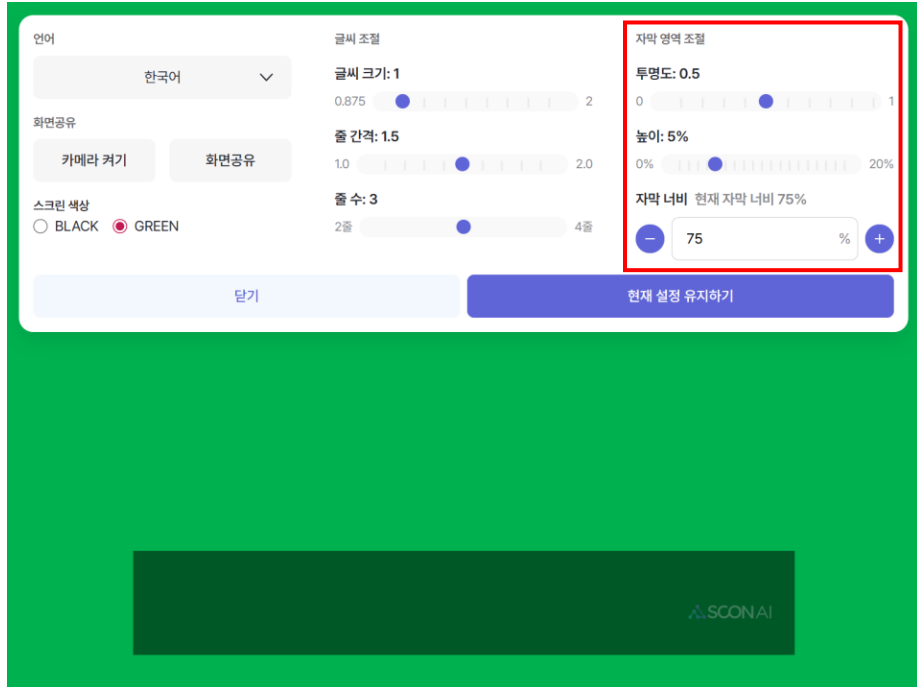 언어
한국어
화면공유
카메라 켜기
화면공유
스크린 색상
BLACK
GREEN
글씨 조절
글씨 크기: 1
0.875
2
줄 간격: 1.5
1.0
2.0
줄 수: 3
2줄
4줄
자막 영역 조절
투명도: 0.5
0
1
높이: 5%
0%
20%
자막 너비 현재 자막 너비 75%
− 75 % +
닫기
현재 설정 유지하기
SCONAI